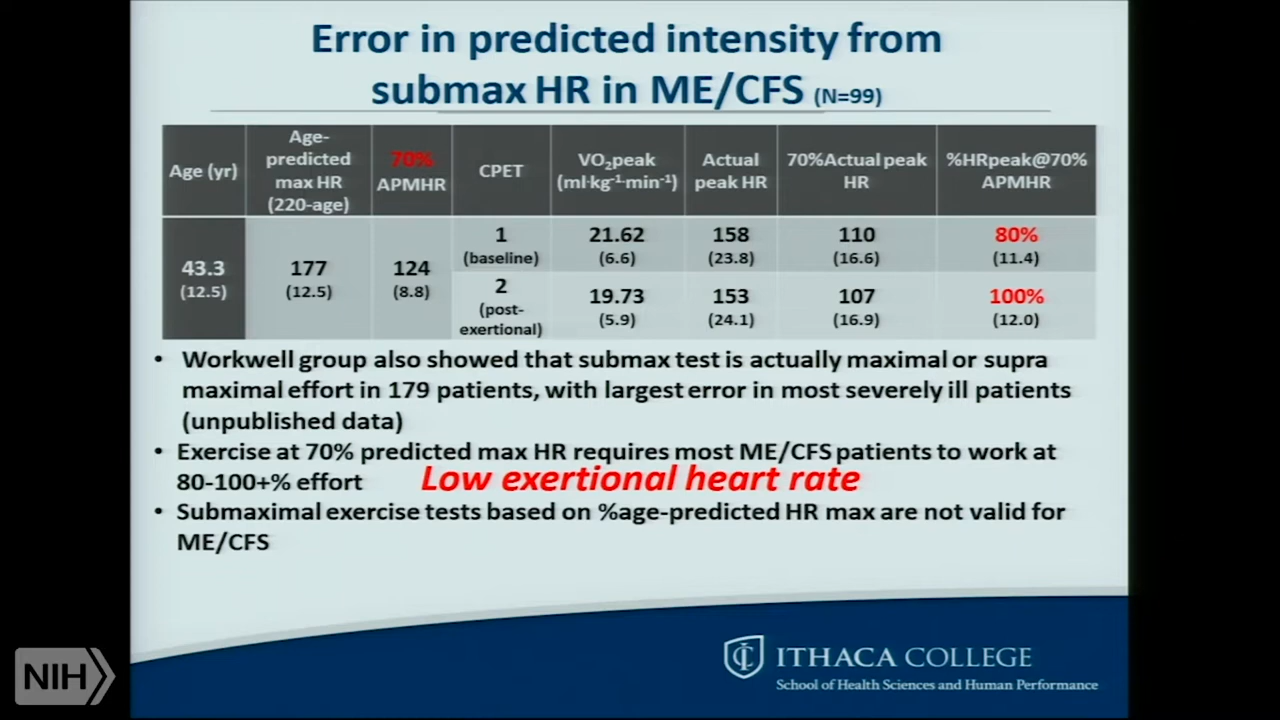 Error in predicted intensity from
submax HR in ME/CFS (N=99)
Age (yr)
Age-
predicted
max HR
(220-age)
70%
APMHR
CPET
VO₂peak
(ml·kg⁻¹·min⁻¹)
Actual
peak HR
70%Actual peak
HR
%HRpeak@70%
APMHR
43.3
(12.5)
177
(12.5)
124
(8.8)
1
(baseline)
21.62
(6.6)
158
(23.8)
110
(16.6)
80%
(11.4)
2
(post-
exertional)
19.73
(5.9)
153
(24.1)
107
(16.9)
100%
(12.0)
• Workwell group also showed that submax test is actually maximal or supra
maximal effort in 179 patients, with largest error in most severely ill patients
(unpublished data)
• Exercise at 70% predicted max HR requires most ME/CFS patients to work at
80-100+% effort
Low exertional heart rate
• Submaximal exercise tests based on %age-predicted HR max are not valid for
ME/CFS
NIH
IC
ITHACA COLLEGE
School of Health Sciences and Human Performance